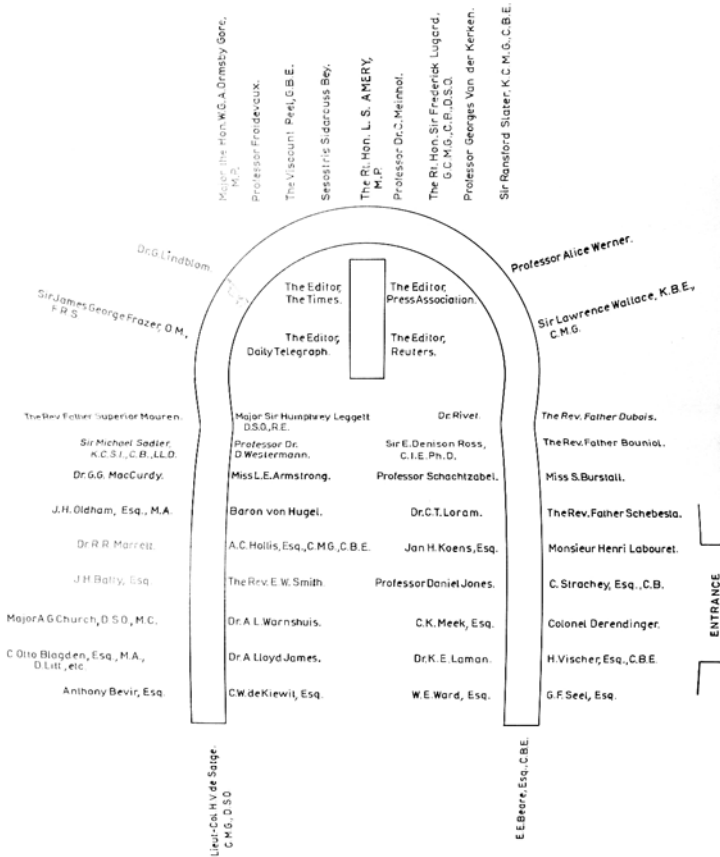 Major the Hon. W.G.A. Ormsby Gore,
M.P.
Professor Froidevaux.
The Viscount Peel, G.B.E.
Sesostris Sidarcuss Bey.
The Rt. Hon. L. S. AMERY,
M.P.
Professor Dr. C. Meinhof.
The Rt. Hon. Sir Frederick Lugard,
G.C.M.G., C.B., D.S.O.
Professor Georges Van der Kerken.
Sir Ransford Slater, K.C.M.G., C.B.E.
Dr. G. Lindblom.
Professor Alice Werner.
Sir James George Frazer, O.M.,
F.R.S
Sir Lawrence Wallace, K.B.E.,
C.M.G.
The Editor,
The Times.
The Editor,
Press Association.
The Editor,
Daily Telegraph.
The Editor,
Reuters.
The Rev. Father Superior Mouren.
Major Sir Humphrey Leggett
D.S.O., R.E.
Dr. Rivet.
The Rev. Father Dubois.
Sir Michael Sadler,
K.C.S.I., C.B., LL.D.
Professor Dr.
D Westermann.
Sir E. Denison Ross,
C.I.E. Ph.D.
The Rev. Father Bouniol.
Dr. G.G. MacCurdy.
Miss L.E. Armstrong.
Professor Schachtzabel.
Miss S. Burstall.
J.H. Oldham, Esq., M.A.
Baron von Hugel.
Dr. C.T. Loram.
The Rev. Father Schebesta.
Dr R.R. Marrett.
A.C. Hollis, Esq., C.M.G., C.B.E.
Jan H. Koens, Esq.
Monsieur Henri Labouret.
J.H. Batty, Esq.
The Rev. E. W. Smith.
Professor Daniel Jones.
C. Strachey, Esq., C.B.
Major A G Church, D.S.O., M.C.
Dr. A. L. Warnshuis.
C.K. Meek, Esq.
Colonel Derendinger.
C Otto Blagden, Esq., M.A.,
D.Litt., etc.
Dr A Lloyd James.
Dr. K.E. Laman.
H. Vischer, Esq., C.B.E.
Anthony Bevir, Esq.
C.W. de Kiewit, Esq.
W.E. Ward, Esq.
G.F. Seel, Esq.
ENTRANCE
Lieut-Col. H V de Satge.
C M G, D S O
E E. Beare, Esq., C.B.E.